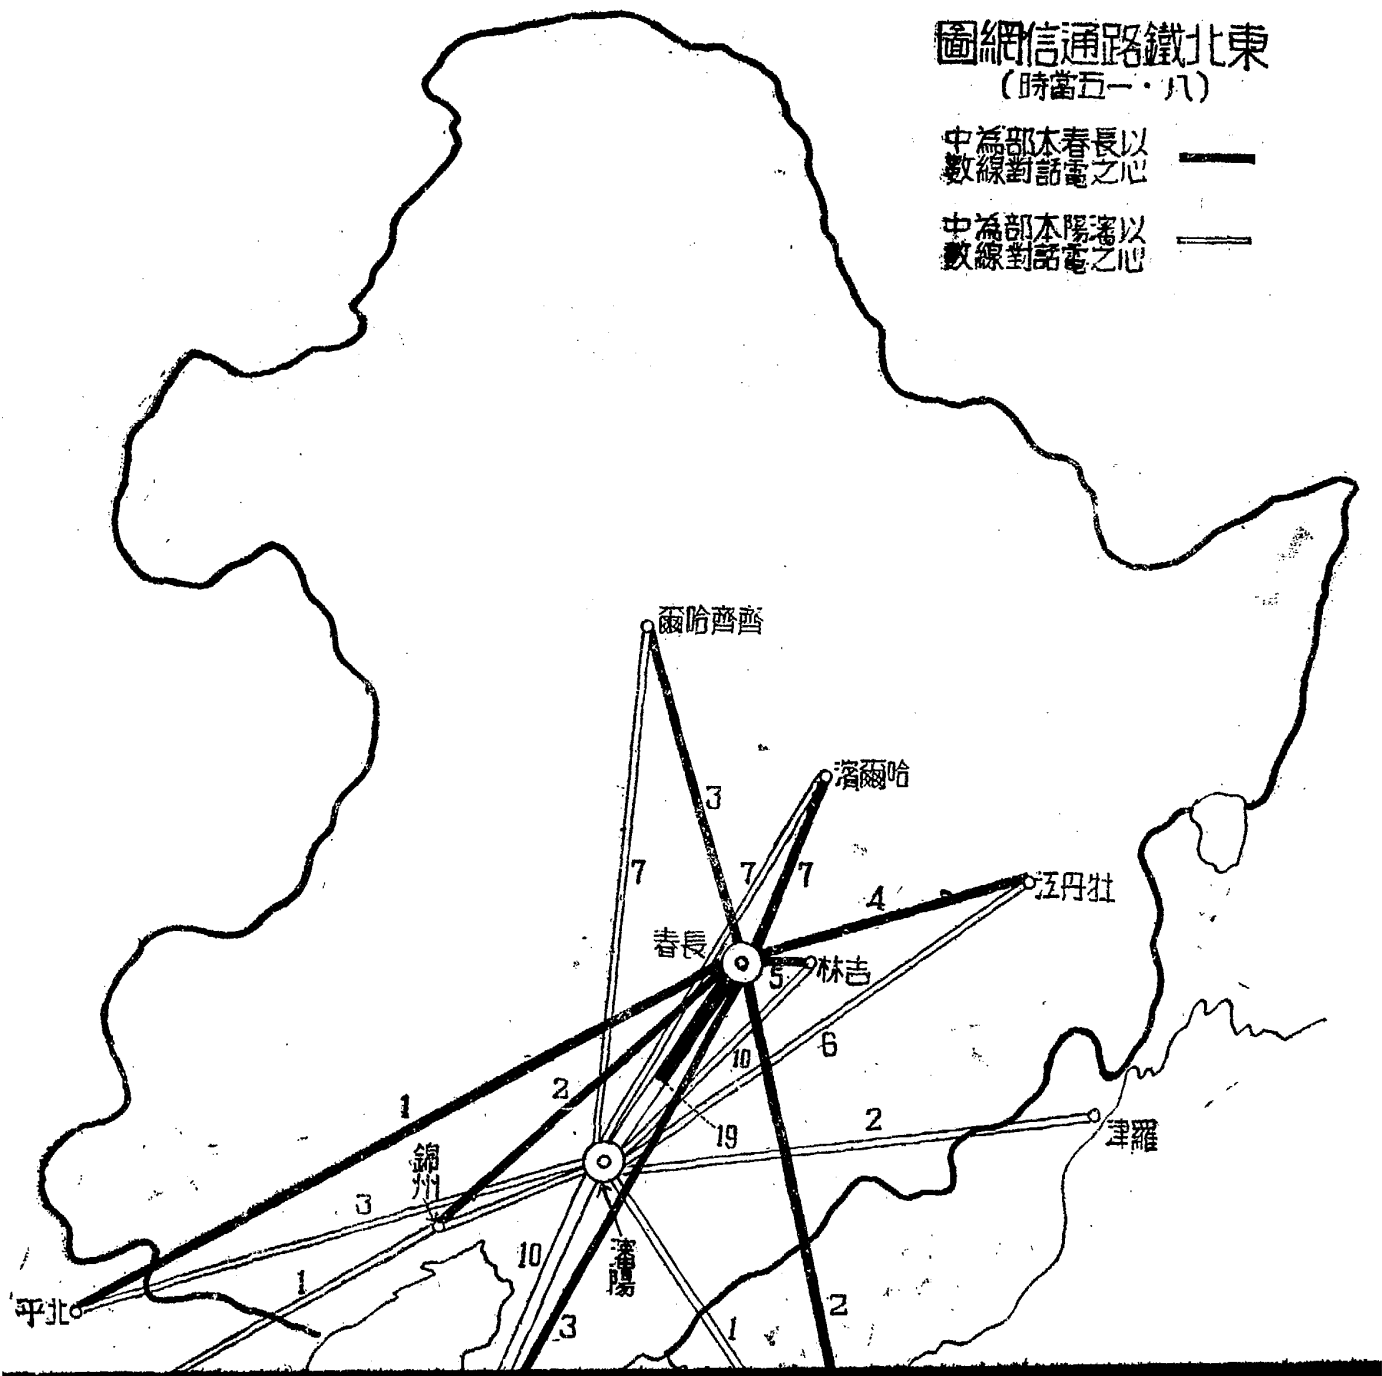 東北鐵路通信網圖
(八・一五當時)
以長春本部為中
心之電話對線數
以瀋陽本部為中
心之電話對線數
齊齊哈爾
哈爾濱
3
7
7
7
4
牡丹江
長春
5
吉林
10
6
2
1
19
2
羅津
錦州
3
10
瀋陽
1
北平
3
1
2